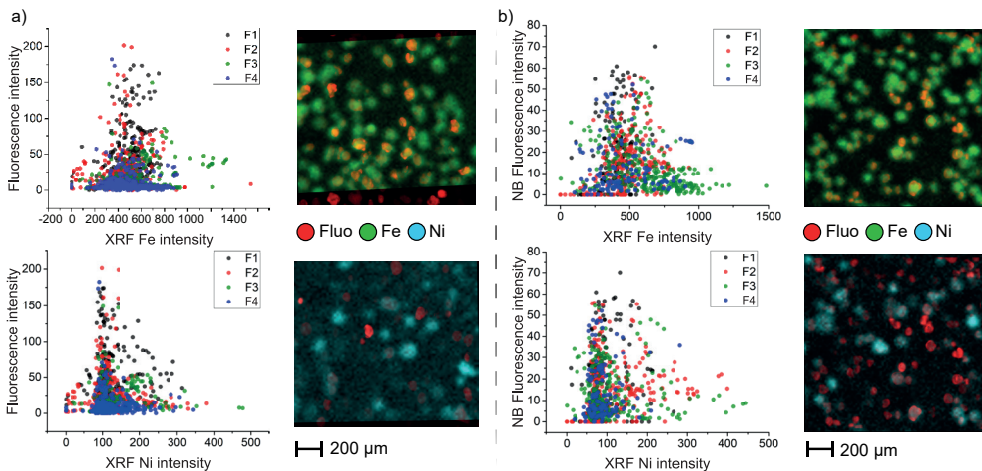 a)
Fluorescence intensity
200
150
100
50
0
F1
F2
F3
F4
-200 0 200 400 600 800 1000 1400
XRF Fe intensity
Fluo Fe Ni
Fluorescence intensity
200
150
100
50
0
F1
F2
F3
F4
0 100 200 300 400 500
XRF Ni intensity
200 µm
b)
NB Fluorescence intensity
80
70
60
50
40
30
20
10
0
F1
F2
F3
F4
0 500 1000 1500
XRF Fe intensity
Fluo Fe Ni
NB Fluorescence intensity
80
70
60
50
40
30
20
10
0
F1
F2
F3
F4
0 50 100 150 200 250 300 350 400 450 500
XRF Ni intensity
200 µm